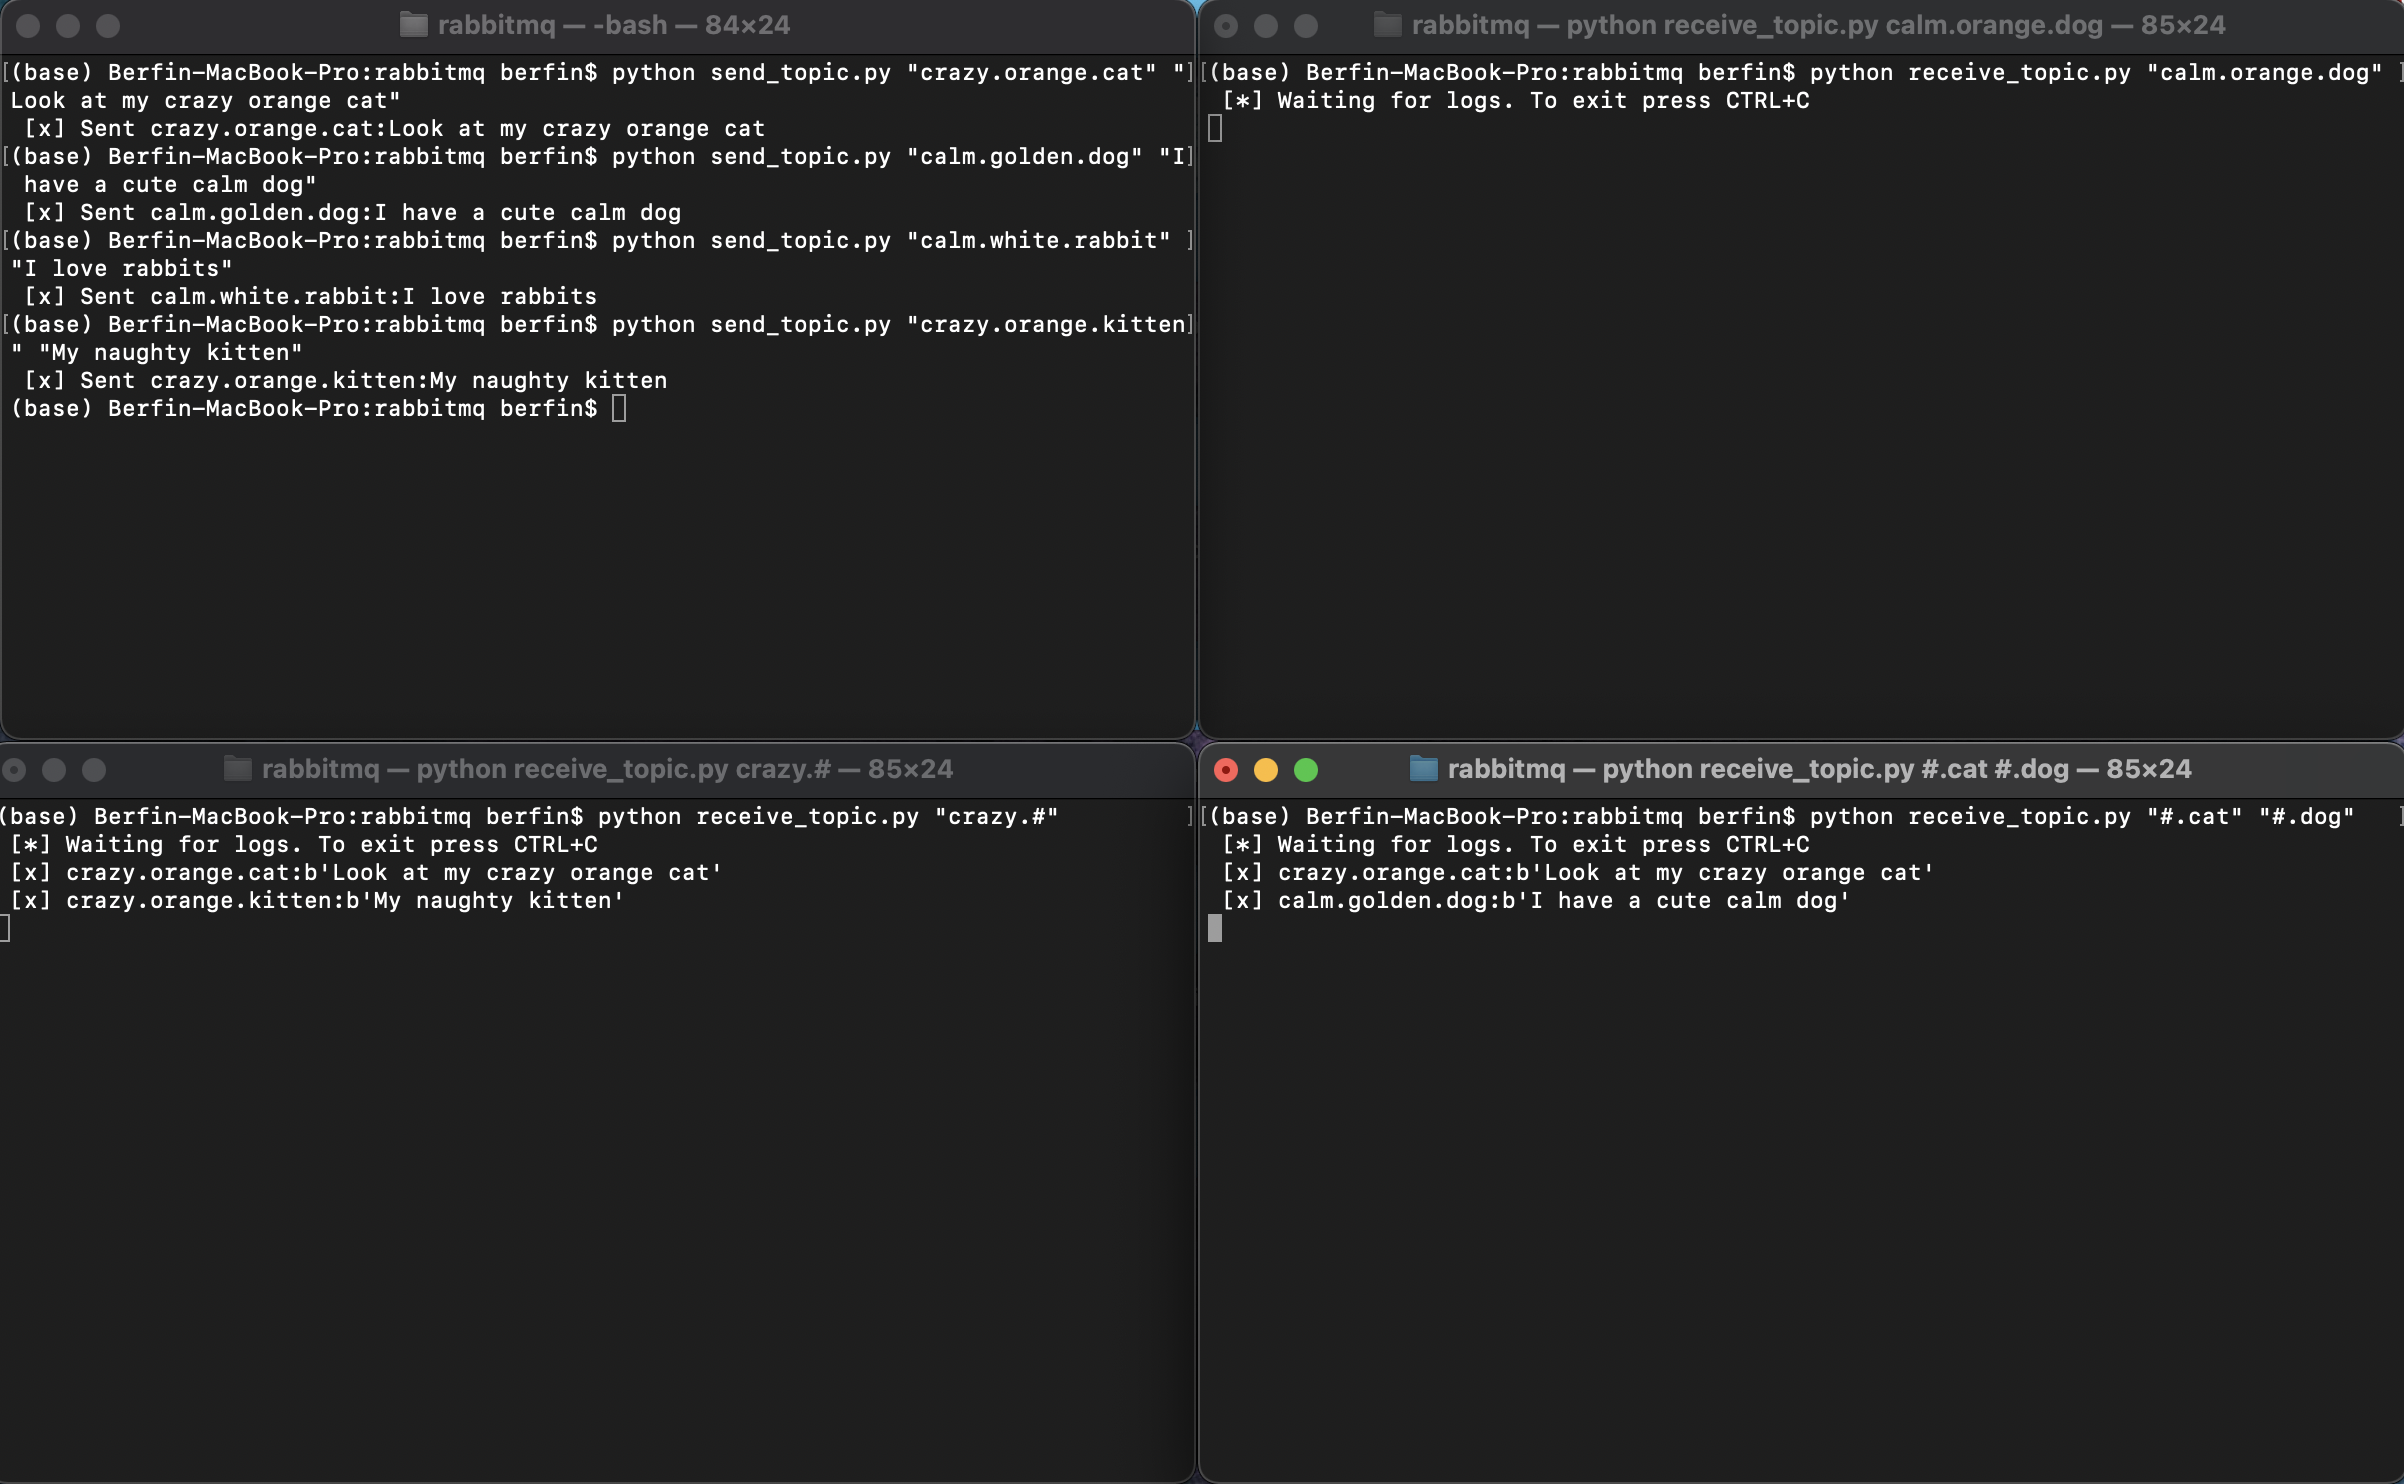 rabbitmq — -bash — 84×24
[(base) Berfin-MacBook-Pro:rabbitmq berfin$ python send_topic.py "crazy.orange.cat" "]
Look at my crazy orange cat"
[x] Sent crazy.orange.cat:Look at my crazy orange cat
[(base) Berfin-MacBook-Pro:rabbitmq berfin$ python send_topic.py "calm.golden.dog" "I]
have a cute calm dog"
[x] Sent calm.golden.dog:I have a cute calm dog
[(base) Berfin-MacBook-Pro:rabbitmq berfin$ python send_topic.py "calm.white.rabbit" ]
"I love rabbits"
[x] Sent calm.white.rabbit:I love rabbits
[(base) Berfin-MacBook-Pro:rabbitmq berfin$ python send_topic.py "crazy.orange.kitten]
" "My naughty kitten"
[x] Sent crazy.orange.kitten:My naughty kitten
(base) Berfin-MacBook-Pro:rabbitmq berfin$
rabbitmq — python receive_topic.py calm.orange.dog — 85×24
[(base) Berfin-MacBook-Pro:rabbitmq berfin$ python receive_topic.py "calm.orange.dog" ]
[*] Waiting for logs. To exit press CTRL+C
rabbitmq — python receive_topic.py crazy.# — 85×24
(base) Berfin-MacBook-Pro:rabbitmq berfin$ python receive_topic.py "crazy.#" ]
[*] Waiting for logs. To exit press CTRL+C
[x] crazy.orange.cat:b'Look at my crazy orange cat'
[x] crazy.orange.kitten:b'My naughty kitten'
rabbitmq — python receive_topic.py #.cat #.dog — 85×24
[(base) Berfin-MacBook-Pro:rabbitmq berfin$ python receive_topic.py "#.cat" "#.dog" ]
[*] Waiting for logs. To exit press CTRL+C
[x] crazy.orange.cat:b'Look at my crazy orange cat'
[x] calm.golden.dog:b'I have a cute calm dog'